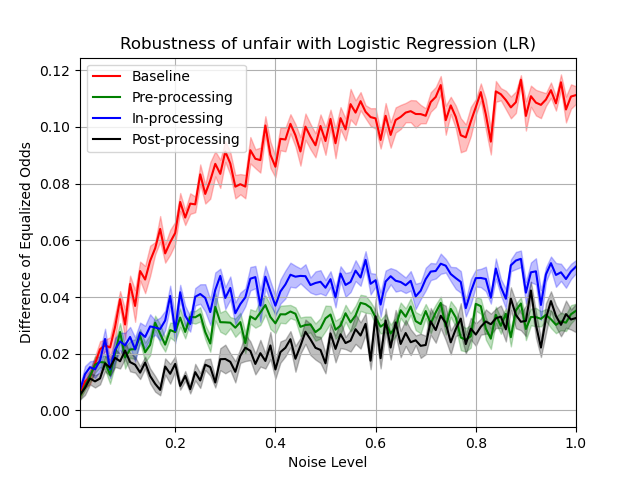 Robustness of unfair with Logistic Regression (LR)
Baseline
Pre-processing
In-processing
Post-processing
Difference of Equalized Odds
0.12
0.10
0.08
0.06
0.04
0.02
0.00
0.2
0.4
0.6
0.8
1.0
Noise Level